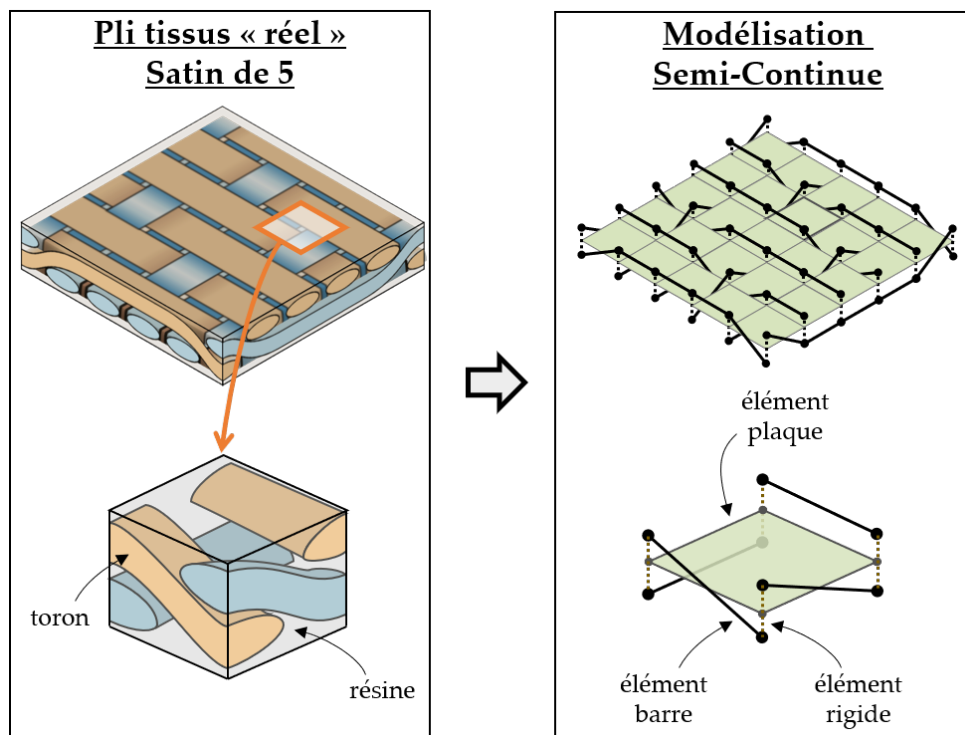 Pli tissus « réel »
Satin de 5
toron
résine
Modélisation
Semi-Continue
élément
plaque
élément
barre
élément
rigide